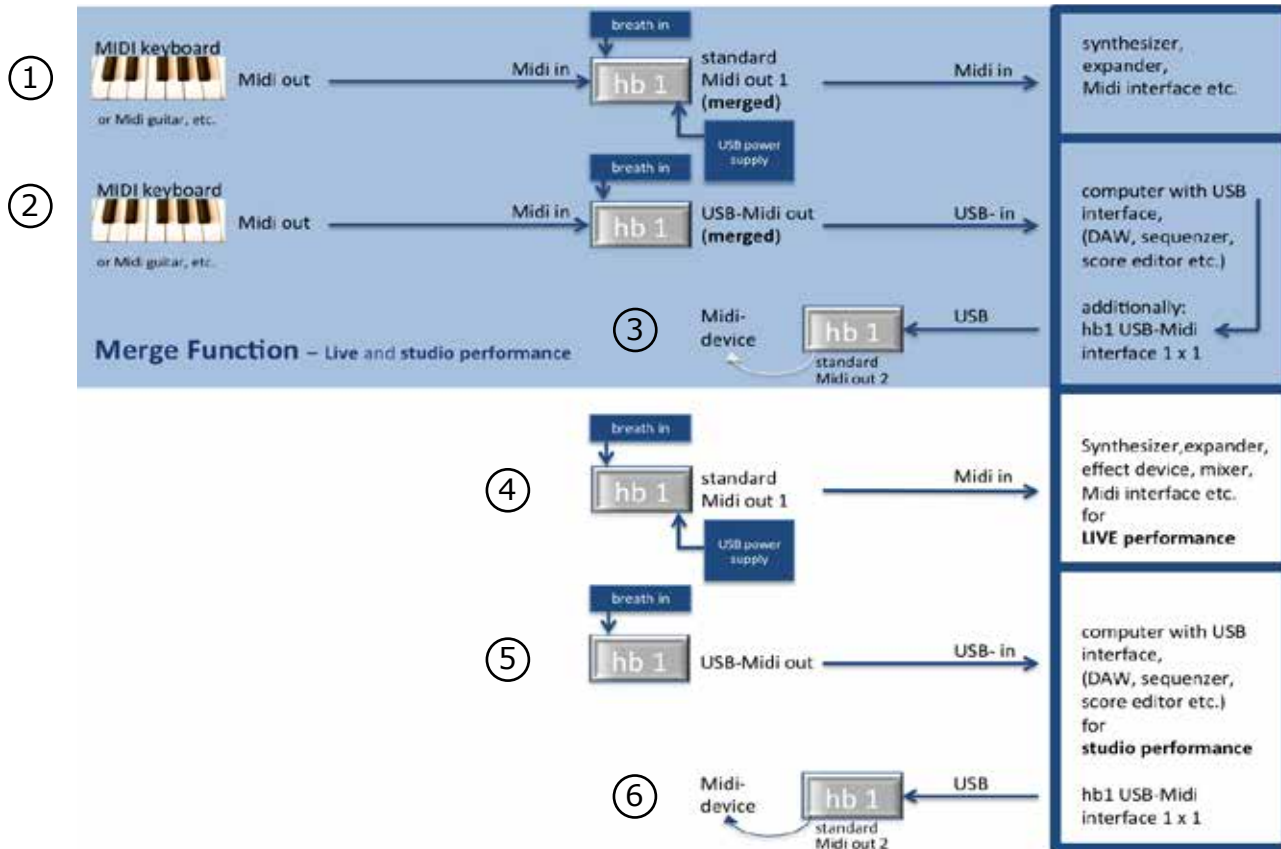 breath in
1
MIDI keyboard
Midi out
Midi in
hb 1
standard
Midi out 1
(merged)
Midi in
synthesizer,
expander,
Midi interface etc.
or Midi guitar, etc.
USB power
supply
breath in
2
MIDI keyboard
Midi out
Midi in
hb 1
USB-Midi out
(merged)
USB- in
computer with USB
interface,
(DAW, sequenzer,
score editor etc.)
or Midi guitar, etc.
additionally:
hb1 USB-Midi
interface 1 x 1
3
Midi-
device
hb 1
USB
standard
Midi out 2
Merge Function – Live and studio performance
breath in
4
hb 1
standard
Midi out 1
Midi in
Synthesizer,expander,
effect device, mixer,
Midi interface etc.
for
LIVE performance
USB power
supply
breath in
5
hb 1
USB-Midi out
USB- in
computer with USB
interface,
(DAW, sequenzer,
score editor etc.)
for
studio performance
6
Midi-
device
hb 1
USB
standard
Midi out 2
hb1 USB-Midi
interface 1 x 1